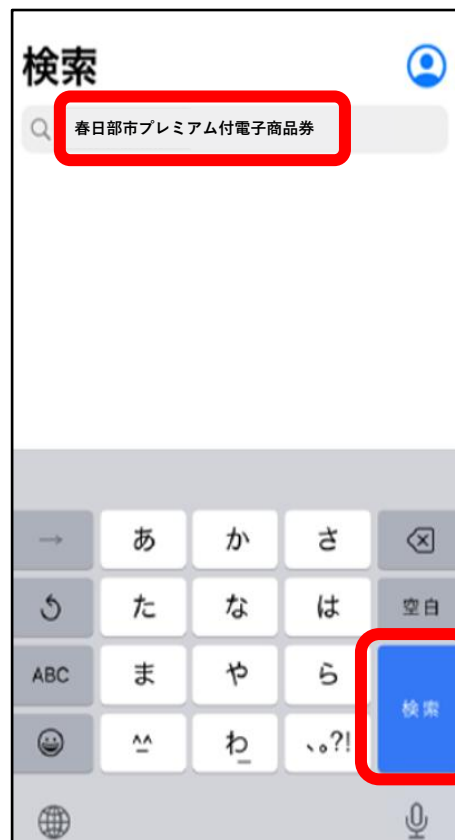 検索
春日部市プレミアム付電子商品券
→ あ か さ
た な は 空白
ABC ま や ら 検索
^^ わ_ 、。?!